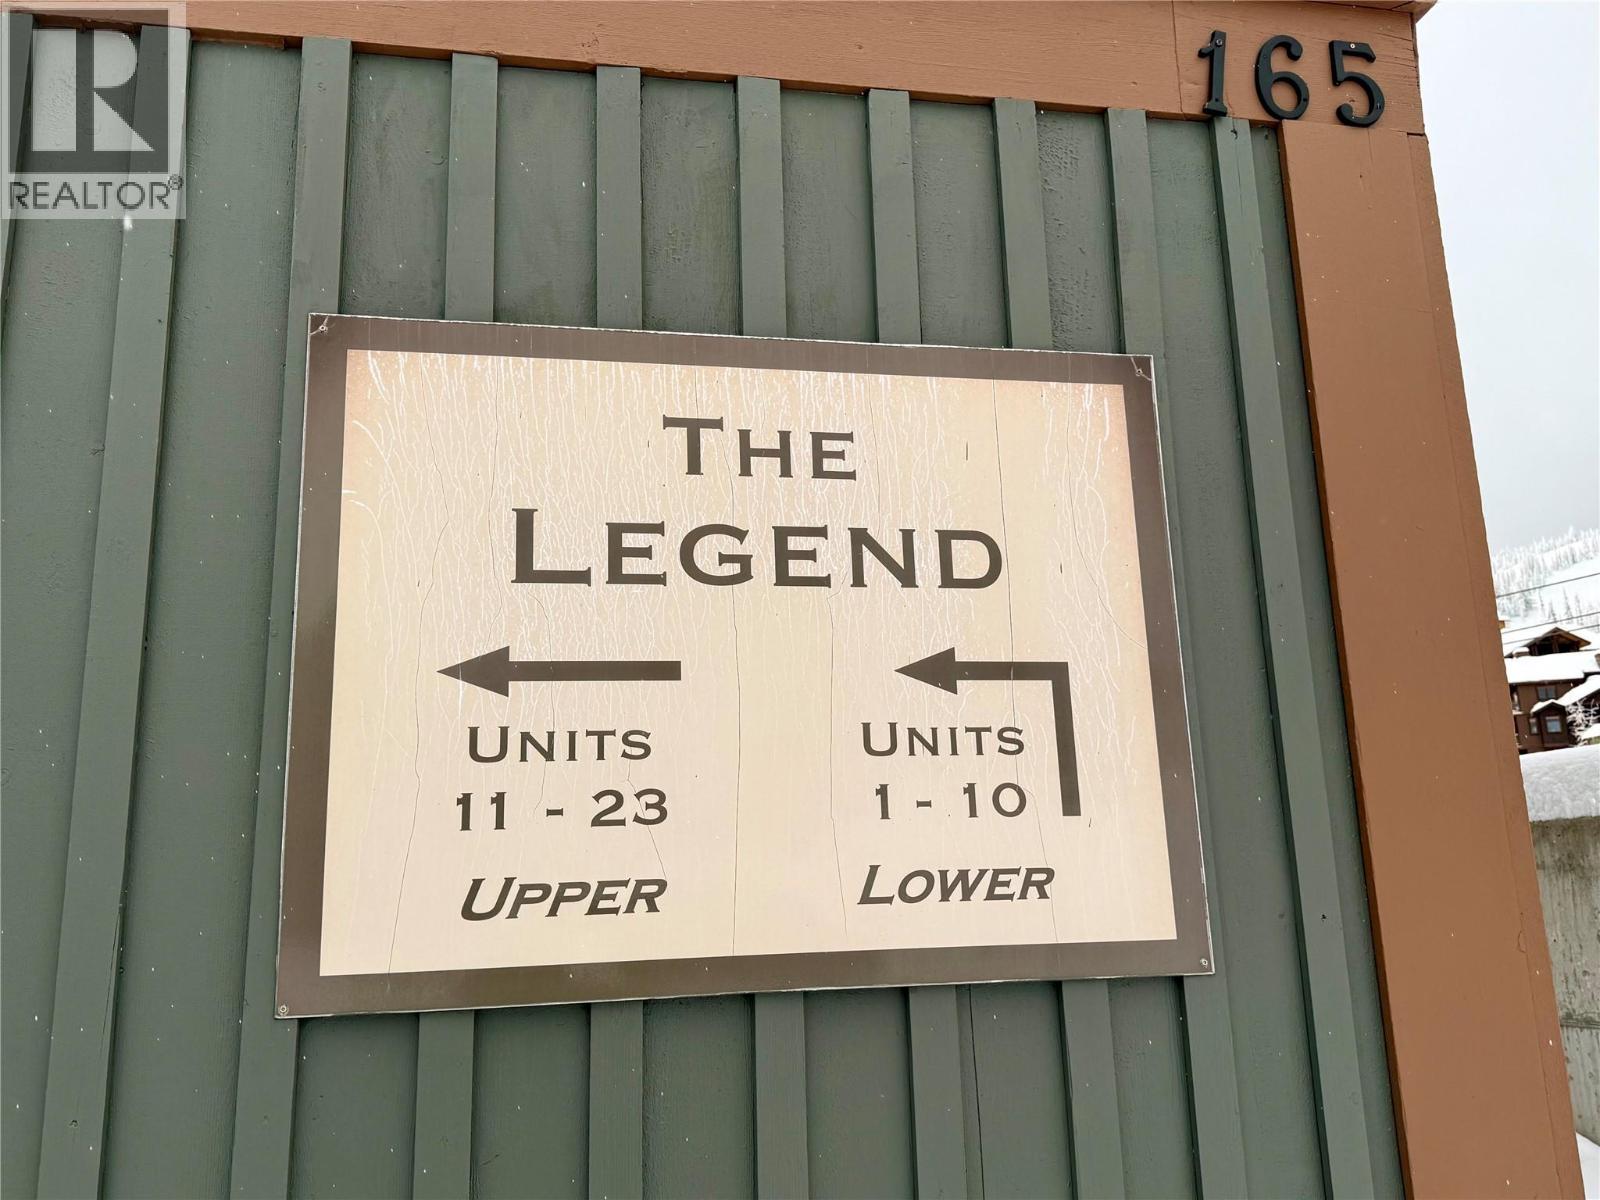 REALTOR®
165
THE
LEGEND
UNITS
11 - 23
UPPER
UNITS
1 - 10
LOWER